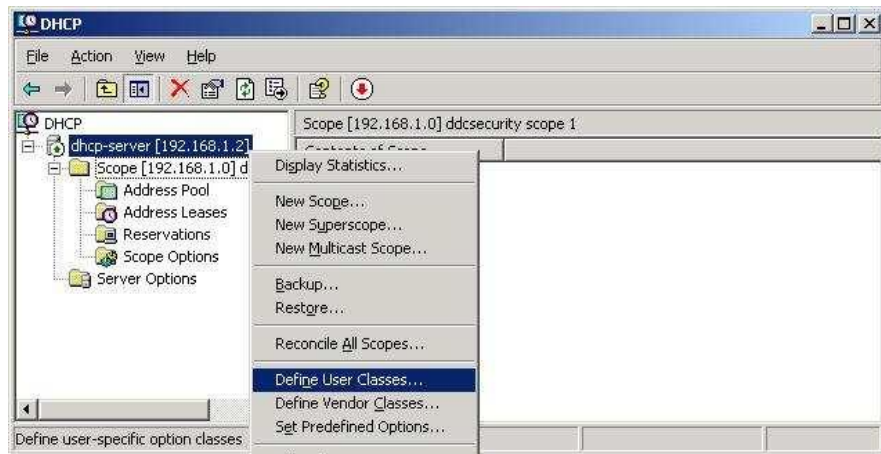 DHCP
File Action View Help
DHCP
Scope [192.168.1.0] ddcsecurity scope 1
dhcp-server [192.168.1.2]
Scope [192.168.1.0] d
Address Pool
Address Leases
Reservations
Scope Options
Server Options
Display Statistics...
New Scope...
New Superscope...
New Multicast Scope...
Backup...
Restore...
Reconcile All Scopes...
Define User Classes...
Define Vendor Classes...
Set Predefined Options...
Define user-specific option classes